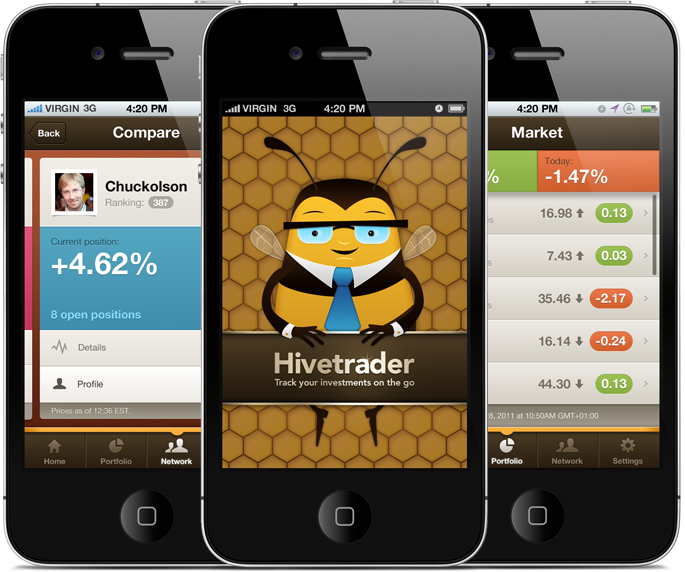 VIRGIN 3G 4:20 PM
Back Compare
Chuckolson
Ranking: 387
Current position:
+4.62%
8 open positions
Details
Profile
Prices as of 12:36 EST.
Home Portfolio Network
VIRGIN 3G 4:20 PM
Hivetrader
Track your investments on the go
4:20 PM
Market
Today:
% -1.47%
16.98 0.13
7.43 0.03
35.46 -2.17
16.14 -0.24
44.30 0.13
28, 2011 at 10:50AM GMT+01:00
Portfolio Network Settings